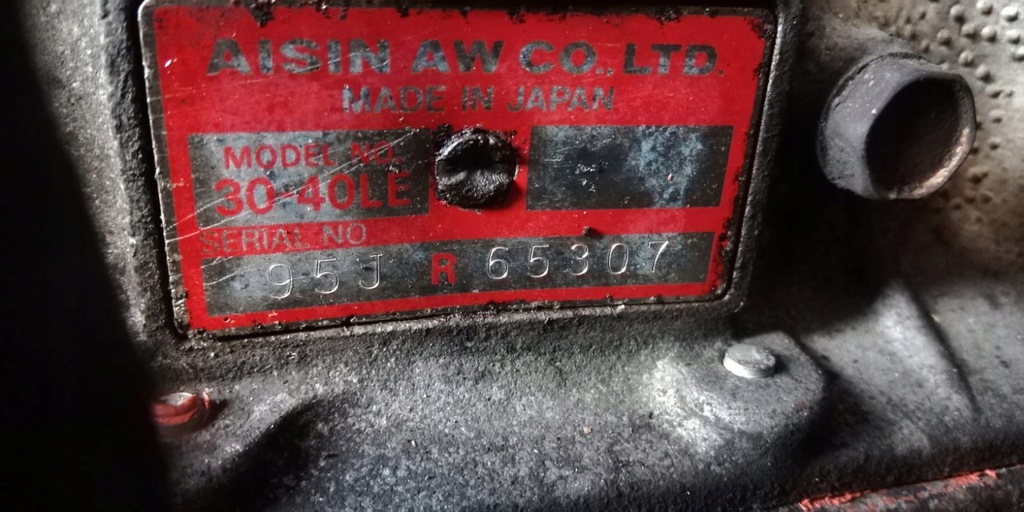 AISIN AW CO., LTD.
MADE IN JAPAN
MODEL NO.
30-40LE
SERIAL NO
95J R 65307